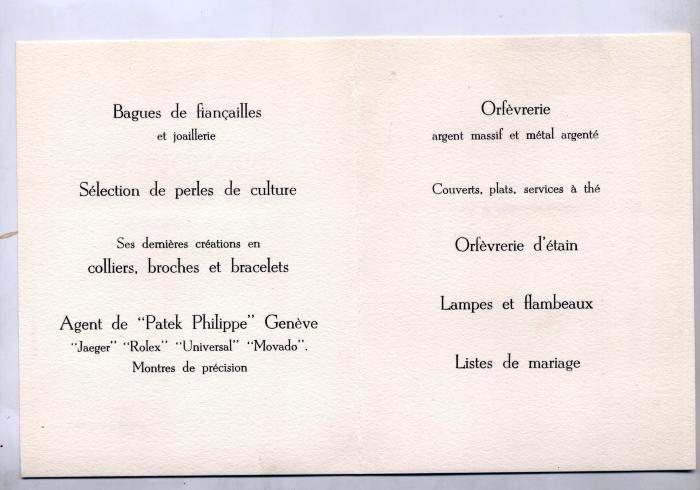 Bagues de fiançailles
et joaillerie
Sélection de perles de culture
Ses dernières créations en
colliers, broches et bracelets
Agent de "Patek Philippe" Genève
"Jaeger" "Rolex" "Universal" "Movado".
Montres de précision
Orfèvrerie
argent massif et métal argenté
Couverts, plats, services à thé
Orfèvrerie d'étain
Lampes et flambeaux
Listes de mariage